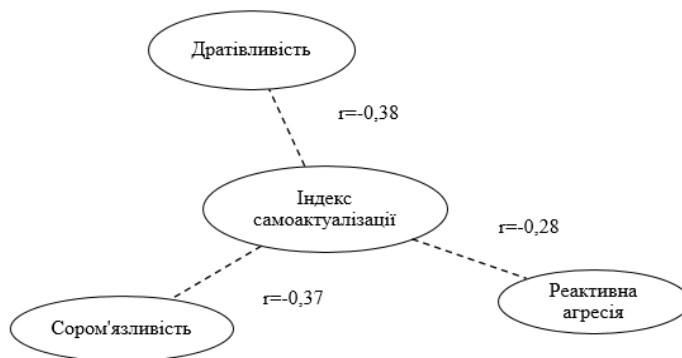 Дратівливість
r=-0,38
Індекс
самоактуалізації
r=-0,28
r=-0,37
Реактивна
агресія
Сором'язливість